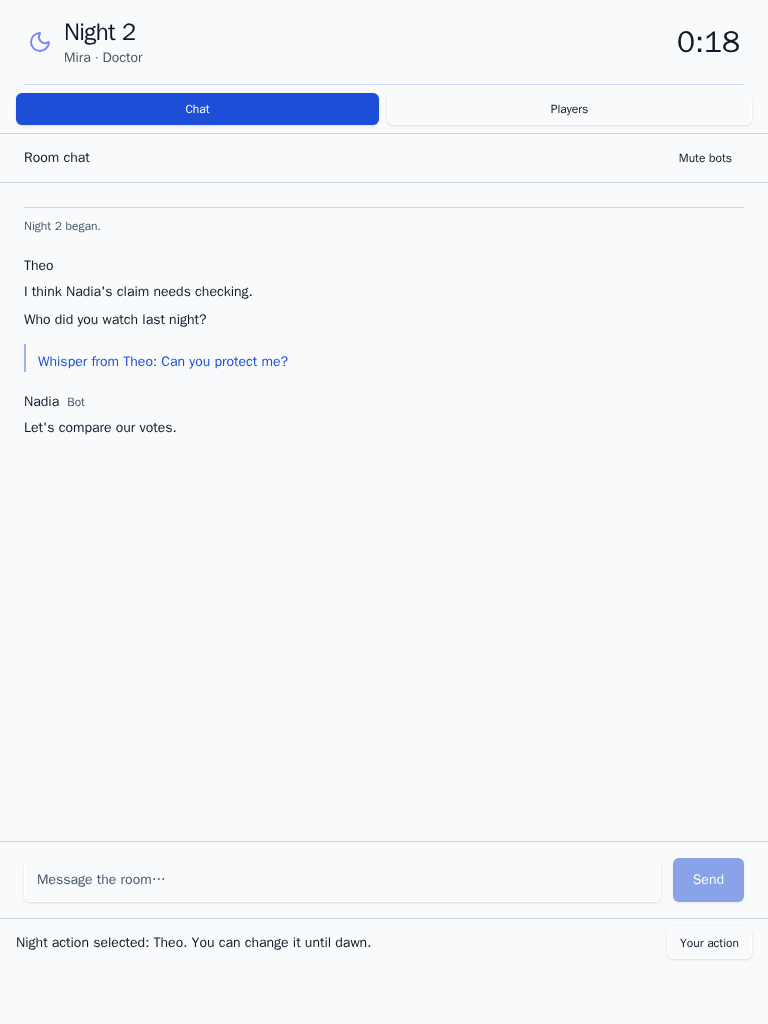 Night 2
Mira · Doctor
0:18
Chat
Players
Room chat
Mute bots
Night 2 began.
Theo
I think Nadia's claim needs checking.
Who did you watch last night?
Whisper from Theo: Can you protect me?
Nadia Bot
Let's compare our votes.
Message the room…
Send
Night action selected: Theo. You can change it until dawn.
Your action